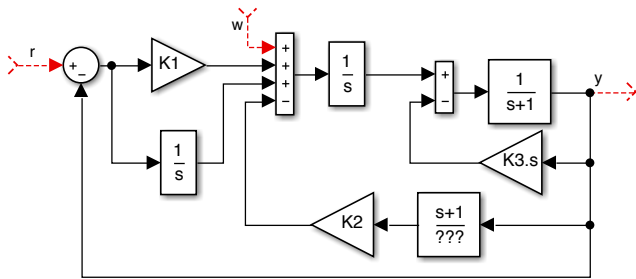 w
r
y
+
−
K1
+
+
+
−
1
s
+
−
1
s+1
1
s
K3.s
K2
s+1
???